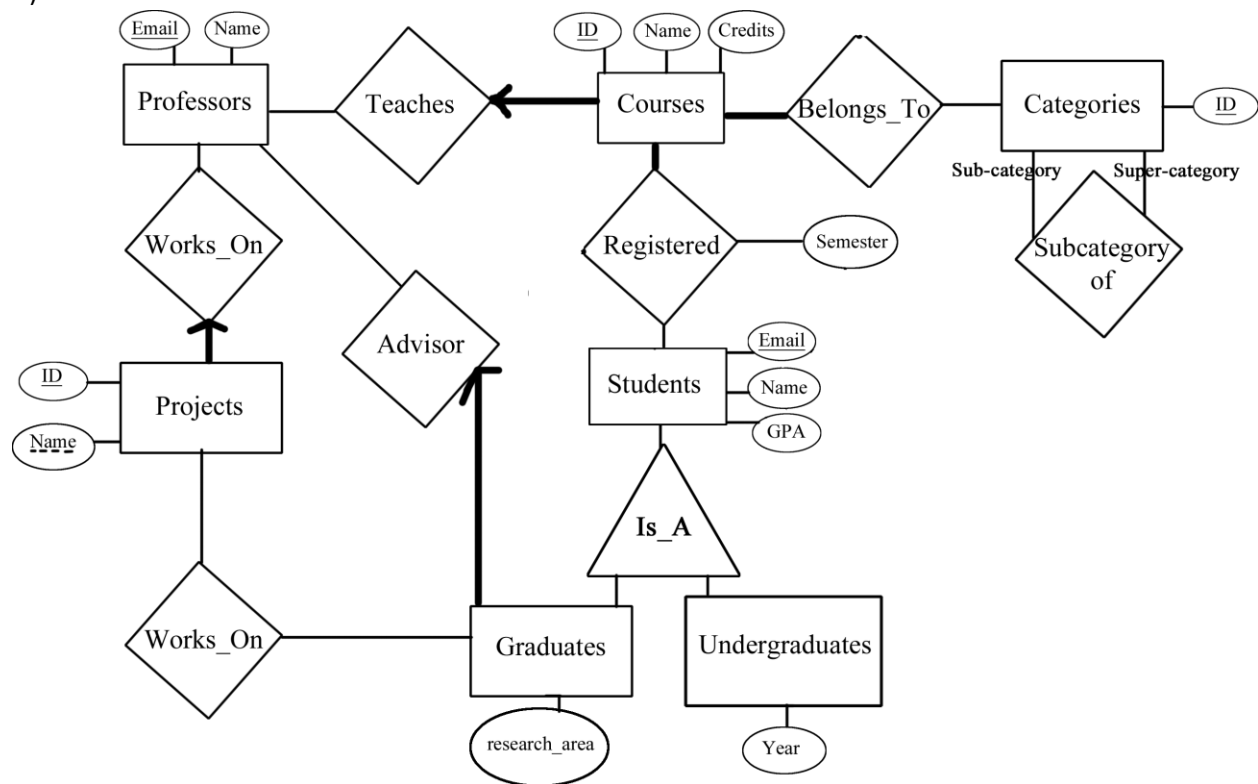 Email
Name
Professors
Teaches
ID
Name
Credits
Courses
Belongs_To
Categories
ID
Sub-category
Super-category
Subcategory
of
Works_On
Advisor
Registered
Semester
ID
Name
Projects
Students
Email
Name
GPA
Is_A
Works_On
Graduates
Undergraduates
research_area
Year